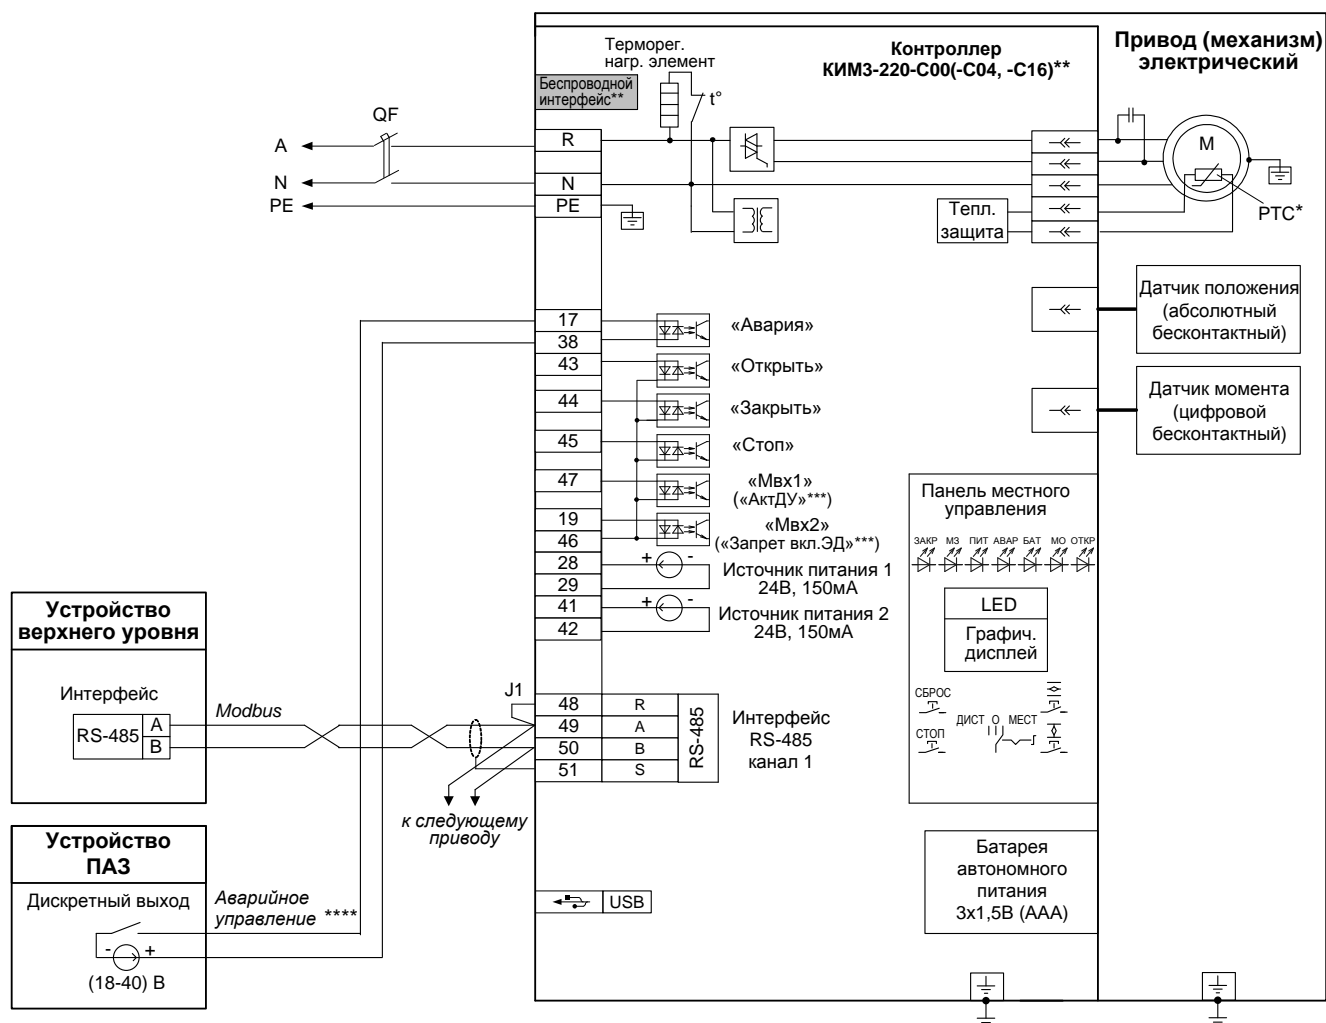 Терморег.
нагр. элемент
Контроллер
КИМ3-220-С00(-С04, -С16)**
Привод (механизм)
электрический
Беспроводной
интерфейс**
t°
QF
A
R
M
N
N
PE
PE
Тепл.
защита
PTC*
Датчик положения
(абсолютный
бесконтактный)
17
«Авария»
38
43
«Открыть»
44
«Закрыть»
Датчик момента
(цифровой
бесконтактный)
45
«Стоп»
47
«Мвх1»
(«АктДУ»***)
19
«Мвх2»
46
(«Запрет вкл.ЭД»***)
28
+ -
Источник питания 1
24В, 150мА
29
41
+ -
Источник питания 2
24В, 150мА
42
Панель местного
управления
ЗАКР МЗ ПИТ АВАР БАТ МО ОТКР
LED
Графич.
дисплей
СБРОС
СТОП
ДИСТ О МЕСТ
Устройство
верхнего уровня
Интерфейс
RS-485
A
B
Modbus
J1
48 R
49 A
50 B
51 S
RS-485
Интерфейс
RS-485
канал 1
к следующему
приводу
Устройство
ПАЗ
Дискретный выход
- +
(18-40) В
Аварийное
управление ****
USB
Батарея
автономного
питания
3х1,5В (ААА)